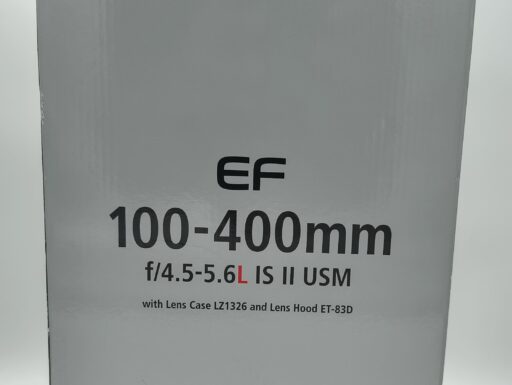 EF
100-400mm
f/4.5-5.6L IS II USM
with Lens Case LZ1326 and Lens Hood ET-83D